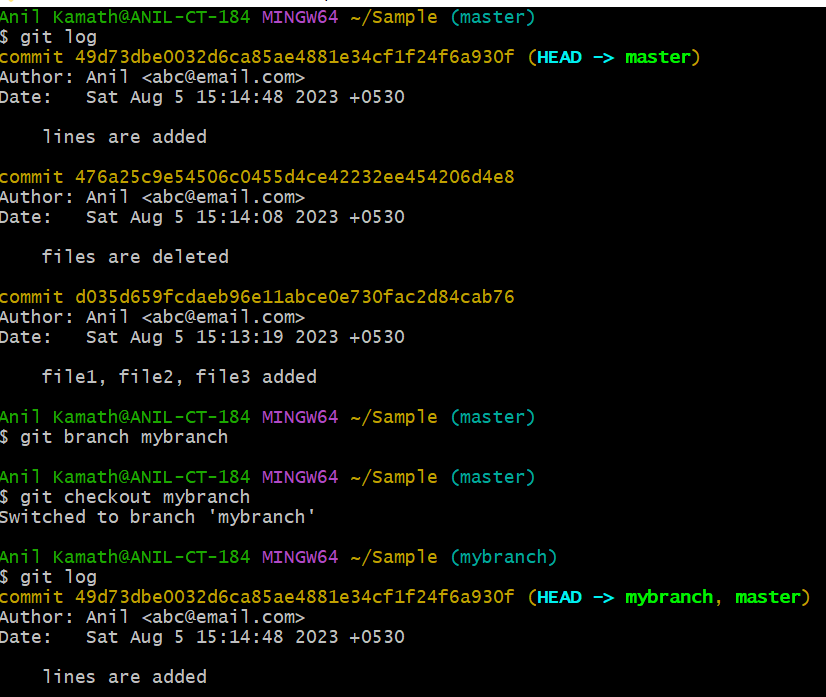 Anil Kamath@ANIL-CT-184 MINGW64 ~/Sample (master)
$ git log
commit 49d73dbe0032d6ca85ae4881e34cf1f24f6a930f (HEAD -> master)
Author: Anil <abc@email.com>
Date:   Sat Aug 5 15:14:48 2023 +0530
    lines are added
commit 476a25c9e54506c0455d4ce42232ee454206d4e8
Author: Anil <abc@email.com>
Date:   Sat Aug 5 15:14:08 2023 +0530
    files are deleted
commit d035d659fcdaeb96e11abce0e730fac2d84cab76
Author: Anil <abc@email.com>
Date:   Sat Aug 5 15:13:19 2023 +0530
    file1, file2, file3 added
Anil Kamath@ANIL-CT-184 MINGW64 ~/Sample (master)
$ git branch mybranch
Anil Kamath@ANIL-CT-184 MINGW64 ~/Sample (master)
$ git checkout mybranch
Switched to branch 'mybranch'
Anil Kamath@ANIL-CT-184 MINGW64 ~/Sample (mybranch)
$ git log
commit 49d73dbe0032d6ca85ae4881e34cf1f24f6a930f (HEAD -> mybranch, master)
Author: Anil <abc@email.com>
Date:   Sat Aug 5 15:14:48 2023 +0530
    lines are added